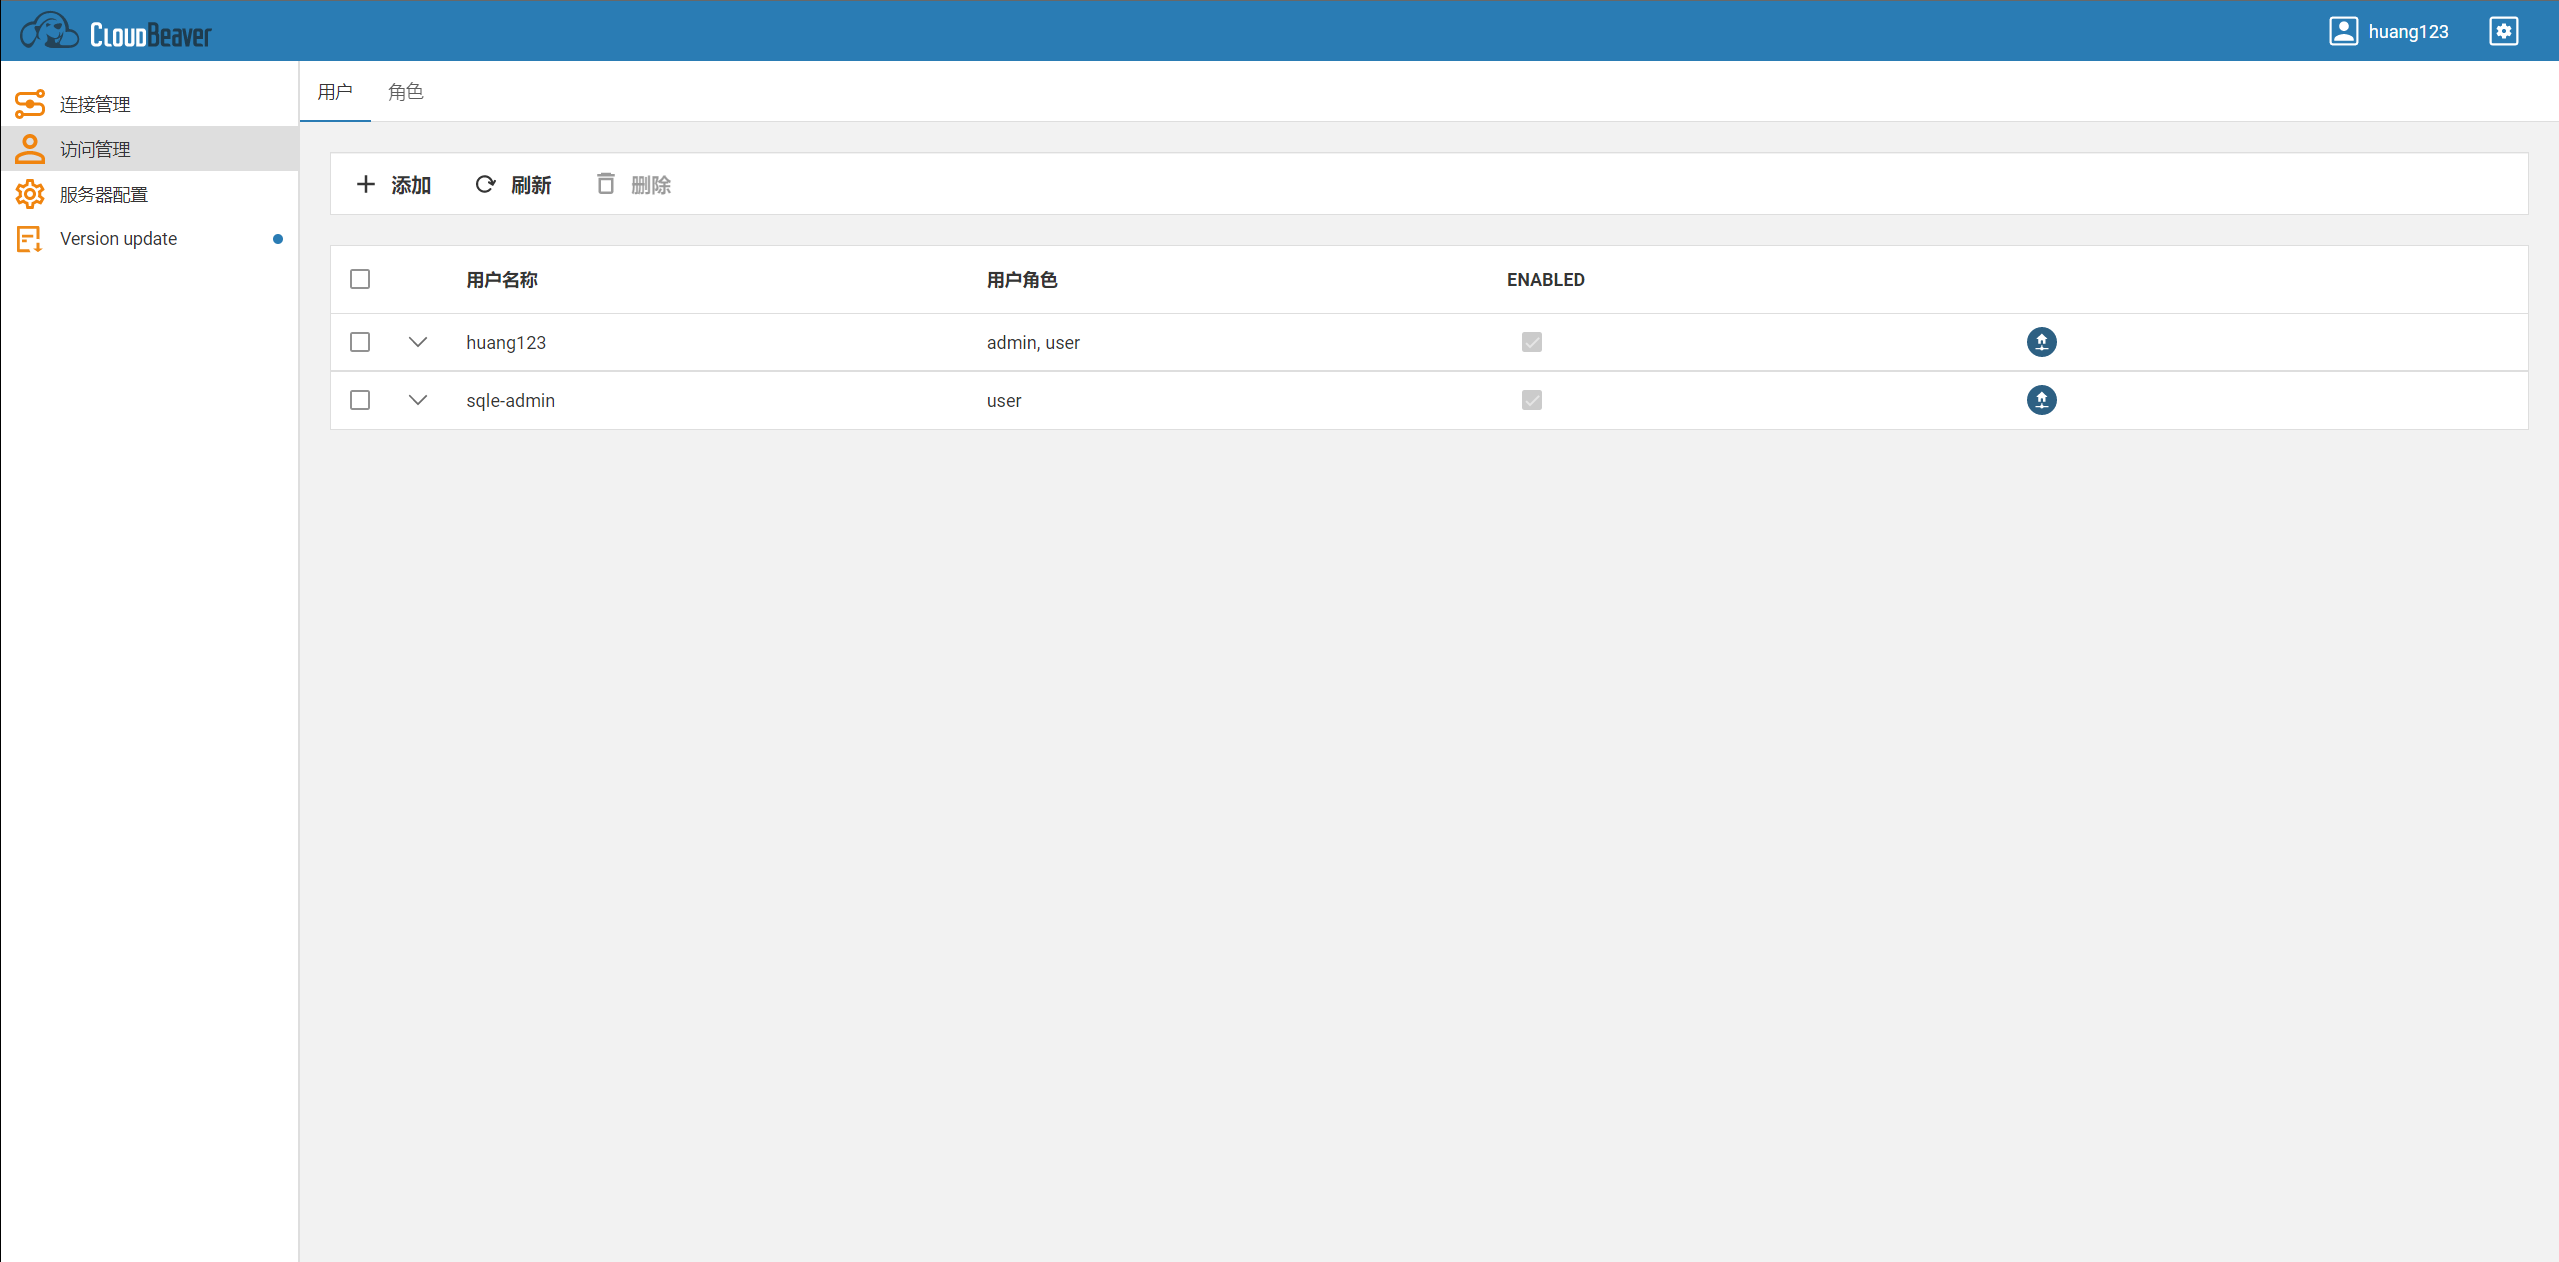 CloudBeaver
huang123
连接管理
访问管理
服务器配置
Version update
用户 角色
添加 刷新 删除
用户名称 用户角色 ENABLED
huang123 admin, user
sqle-admin user